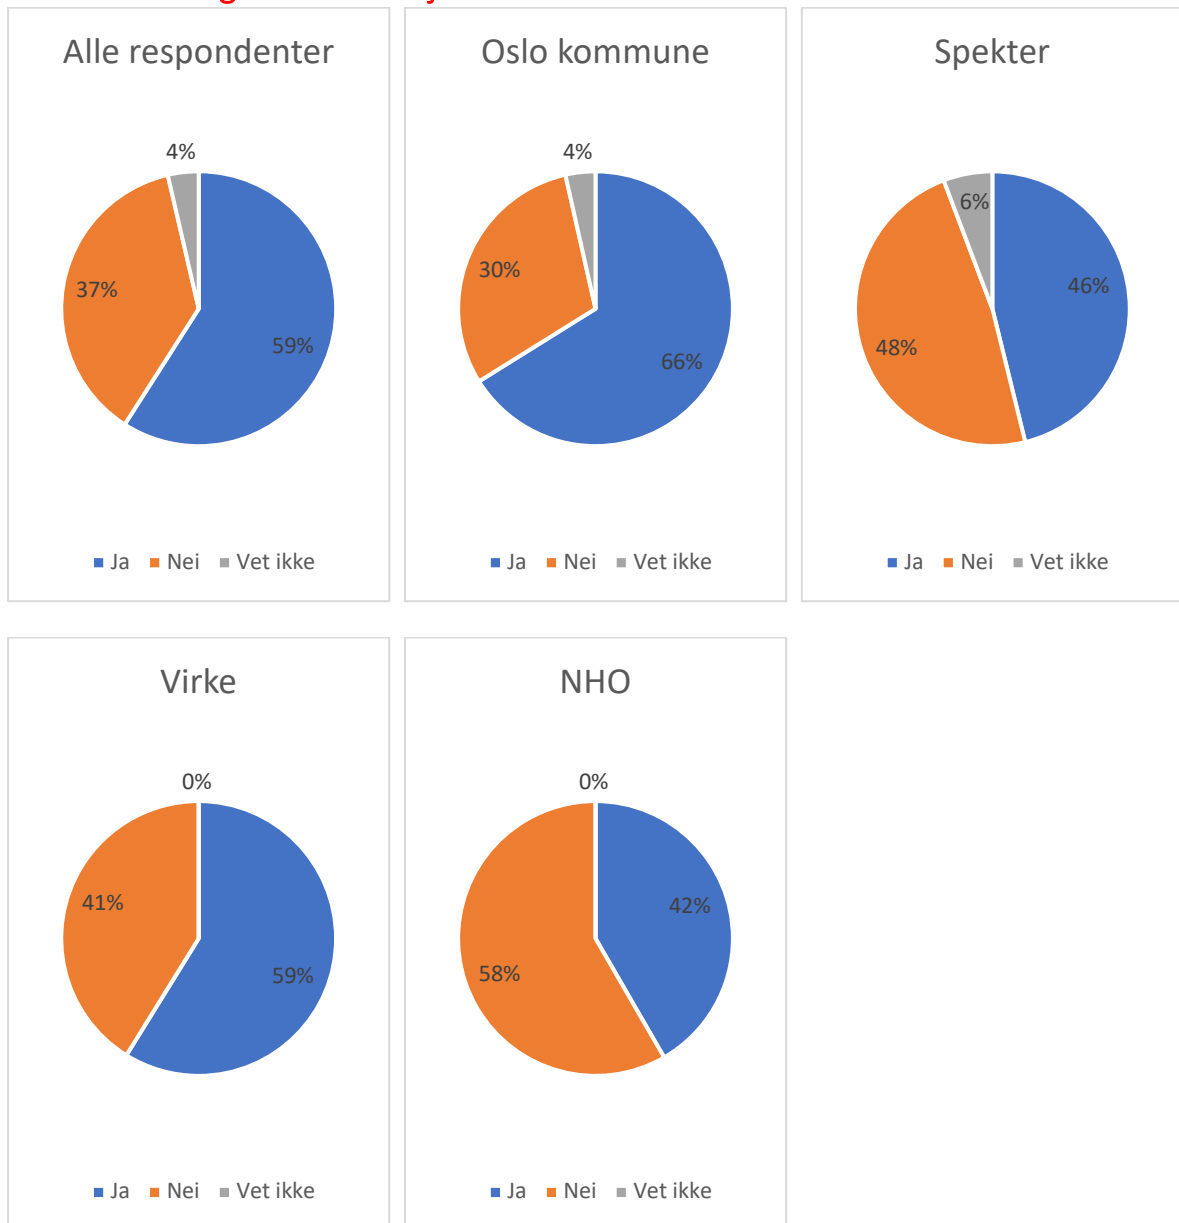 Alle respondenter
4%
37%
59%
Ja Nei Vet ikke
Oslo kommune
4%
30%
66%
Ja Nei Vet ikke
Spekter
6%
46%
48%
Ja Nei Vet ikke
Virke
0%
41%
59%
Ja Nei Vet ikke
NHO
0%
42%
58%
Ja Nei Vet ikke